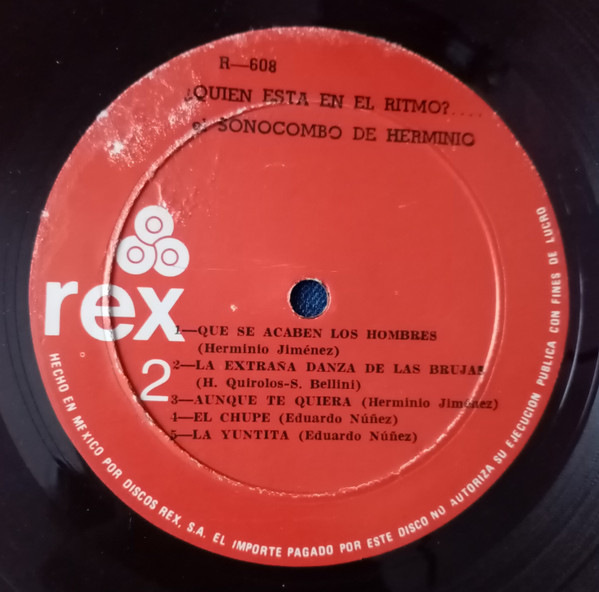 R—608
¿QUIEN ESTA EN EL RITMO?....
el SONOCOMBO DE HERMINIO
rex
2
1—QUE SE ACABEN LOS HOMBRES
(Herminio Jiménez)
2—LA EXTRAÑA DANZA DE LAS BRUJAS
(H. Quirolos-S. Bellini)
3—AUNQUE TE QUIERA (Herminio Jiménez)
4—EL CHUPE (Eduardo Núñez)
5—LA YUNTITA (Eduardo Núñez)
HECHO EN MEXICO POR DISCOS REX, S.A. EL IMPORTE PAGADO POR ESTE DISCO NO AUTORIZA SU EJECUCION PUBLICA CON FINES DE LUCRO